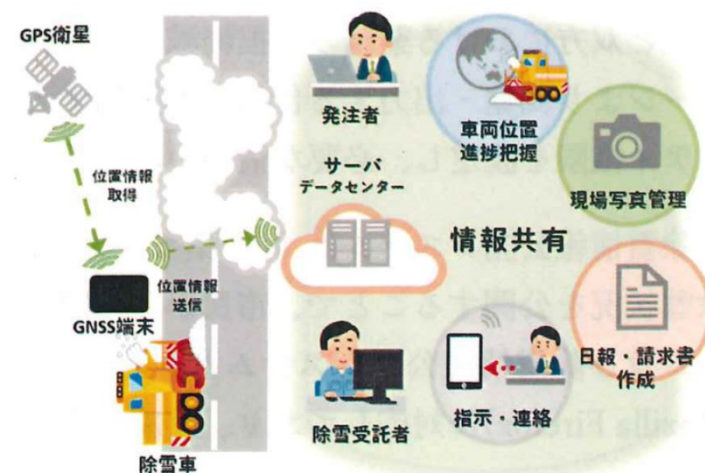 GPS衛星
位置情報
取得
GNSS端末
位置情報
送信
除雪車
発注者
サーバ
データセンター
車両位置
進捗把握
現場写真管理
情報共有
日報・請求書
作成
除雪受託者
指示・連絡